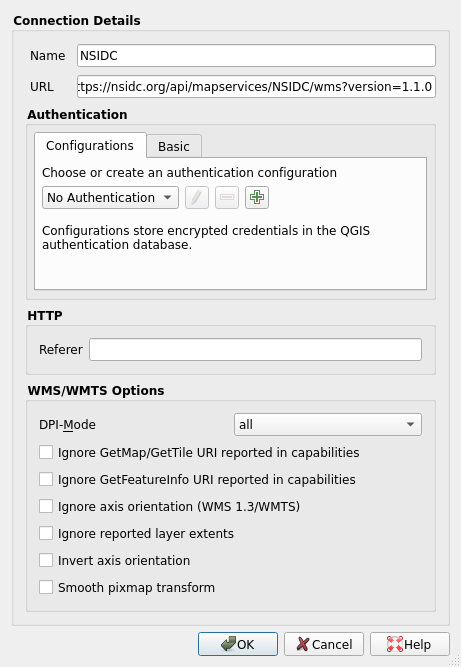 Connection Details
Name NSIDC
URL ttps://nsidc.org/api/mapservices/NSIDC/wms?version=1.1.0
Authentication
Configurations Basic
Choose or create an authentication configuration
No Authentication
Configurations store encrypted credentials in the QGIS
authentication database.
HTTP
Referer
WMS/WMTS Options
DPI-Mode all
Ignore GetMap/GetTile URI reported in capabilities
Ignore GetFeatureInfo URI reported in capabilities
Ignore axis orientation (WMS 1.3/WMTS)
Ignore reported layer extents
Invert axis orientation
Smooth pixmap transform
OK Cancel Help